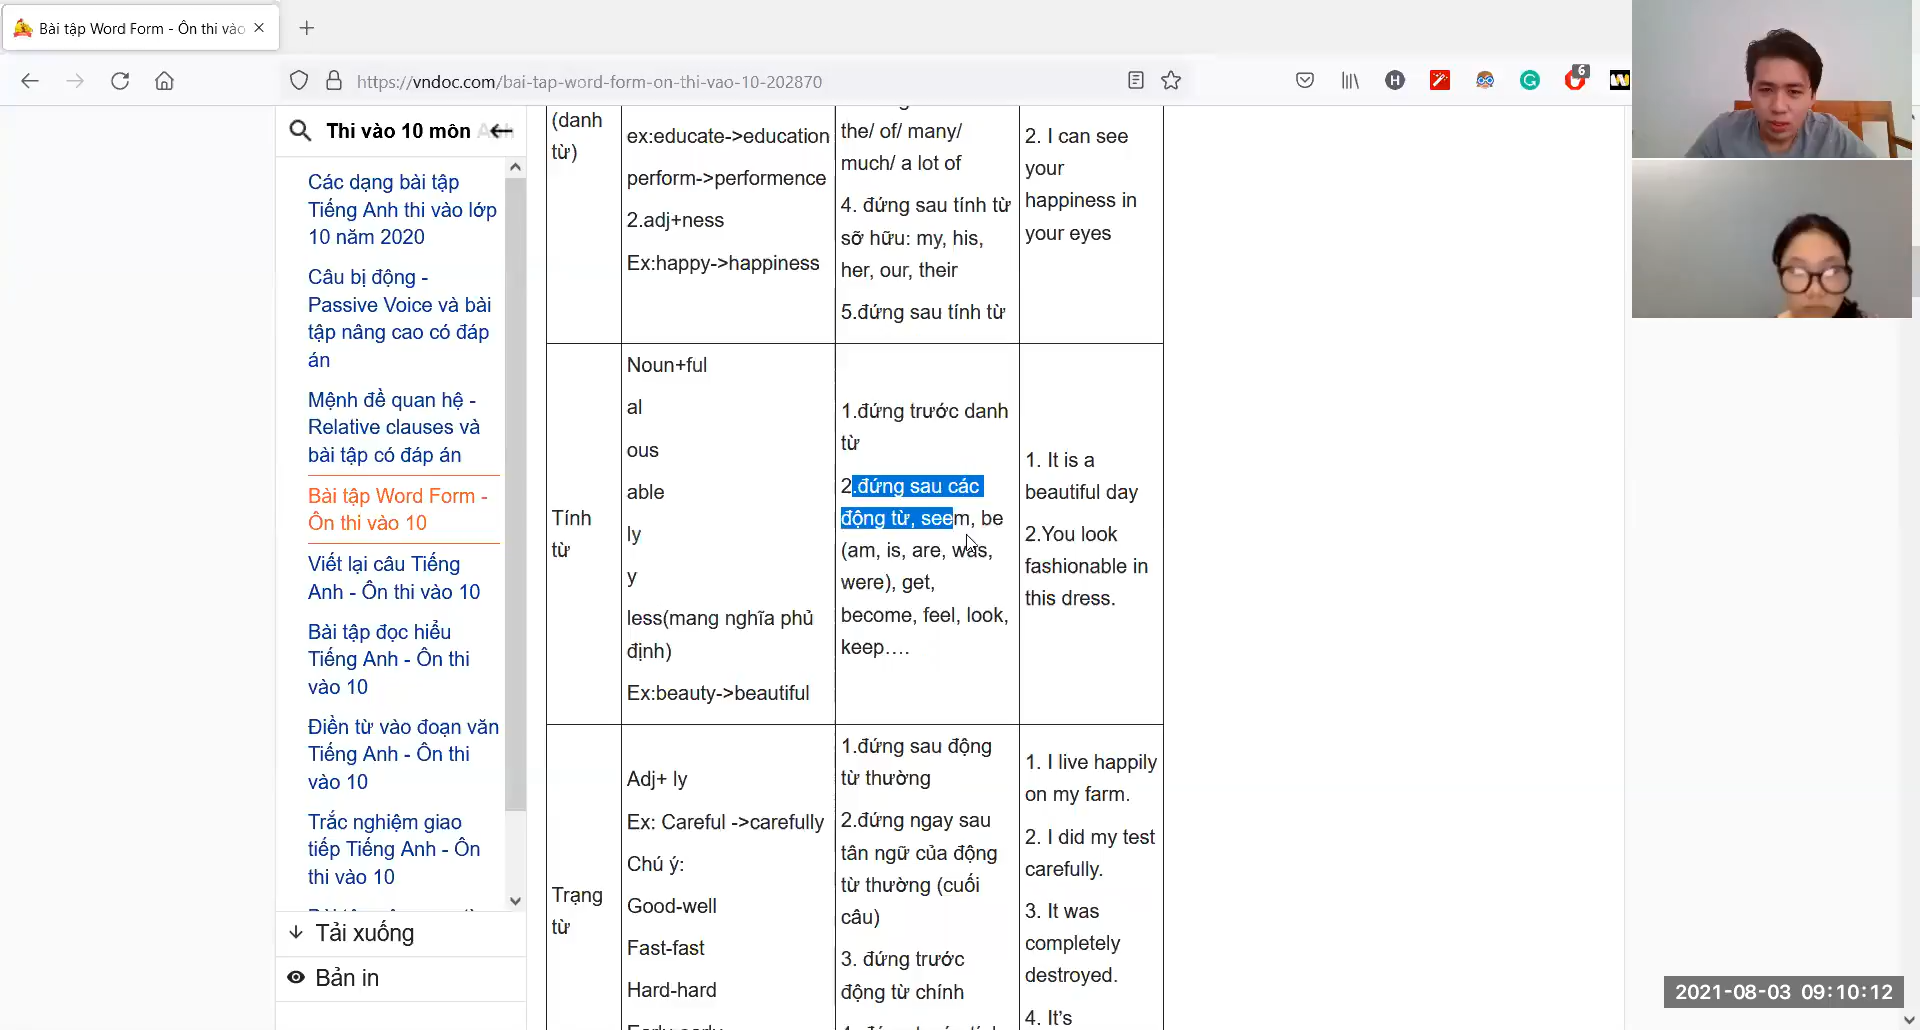 Bài tập Word Form - Ôn thi vào
https://vndoc.com/bai-tap-word-form-on-thi-vao-10-202870
6
Thi vào 10 môn Anh
Các dạng bài tập
Tiếng Anh thi vào lớp
10 năm 2020
Câu bị động -
Passive Voice và bài
tập nâng cao có đáp
án
Mệnh đề quan hệ -
Relative clauses và
bài tập có đáp án
Bài tập Word Form -
Ôn thi vào 10
Viết lại câu Tiếng
Anh - Ôn thi vào 10
Bài tập đọc hiểu
Tiếng Anh - Ôn thi
vào 10
Điền từ vào đoạn văn
Tiếng Anh - Ôn thi
vào 10
Trắc nghiệm giao
tiếp Tiếng Anh - Ôn
thi vào 10
Tải xuống
Bản in
(danh
từ)
ex:educate->education
perform->performence
2.adj+ness
Ex:happy->happiness
the/ of/ many/
much/ a lot of
4. đứng sau tính từ
sỡ hữu: my, his,
her, our, their
5.đứng sau tính từ
2. I can see
your
happiness in
your eyes
Tính
từ
Noun+ful
al
ous
able
ly
y
less(mang nghĩa phủ
định)
Ex:beauty->beautiful
1.đứng trước danh
từ
2.đứng sau các
động từ, seem, be
(am, is, are, was,
were), get,
become, feel, look,
keep….
1. It is a
beautiful day
2.You look
fashionable in
this dress.
Trạng
từ
Adj+ ly
Ex: Careful ->carefully
Chú ý:
Good-well
Fast-fast
Hard-hard
1.đứng sau động
từ thường
2.đứng ngay sau
tân ngữ của động
từ thường (cuối
câu)
3. đứng trước
động từ chính
1. I live happily
on my farm.
2. I did my test
carefully.
3. It was
completely
destroyed.
4. It's
2021-08-03 09:10:12